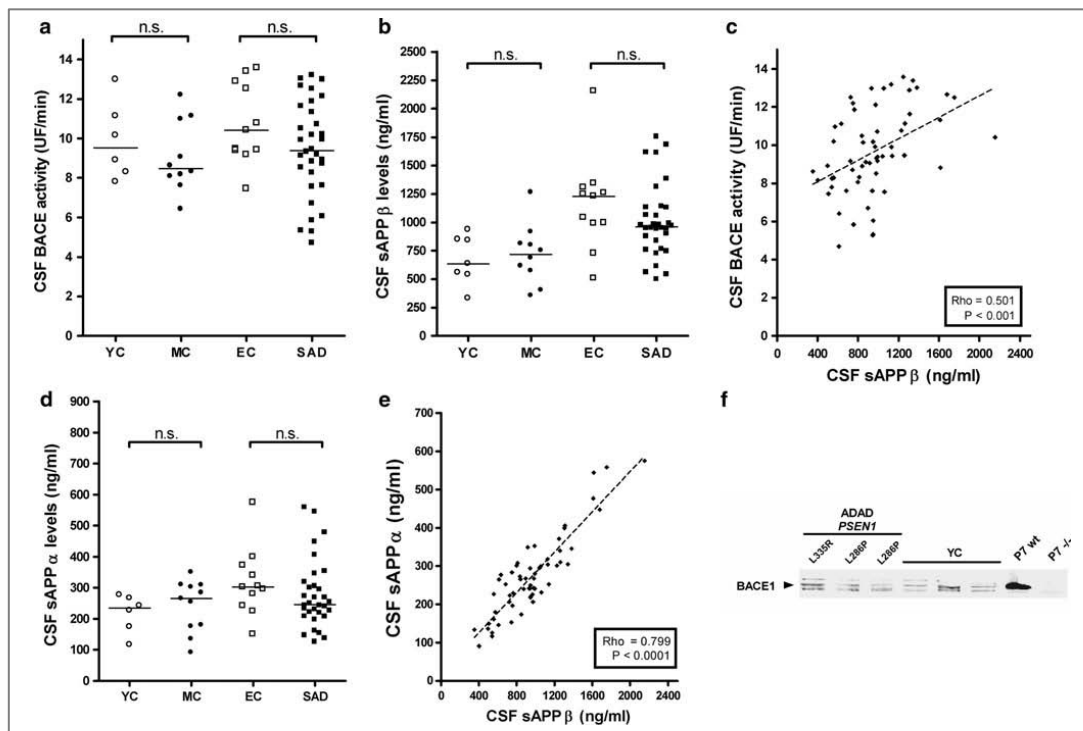 a
n.s.
n.s.
CSF BACE activity (UF/min)
14
12
10
8
6
4
2
0
YC
MC
EC
SAD
b
n.s.
n.s.
CSF sAPP β levels (ng/ml)
2500
2250
2000
1750
1500
1250
1000
750
500
250
0
YC
MC
EC
SAD
c
CSF BACE activity (UF/min)
14
12
10
8
6
4
2
0
Rho = 0.501
P < 0.001
0 400 800 1200 1600 2000 2400
CSF sAPP β (ng/ml)
d
n.s.
n.s.
CSF sAPP α levels (ng/ml)
900
800
700
600
500
400
300
200
100
0
YC
MC
EC
SAD
e
CSF sAPP α (ng/ml)
700
600
500
400
300
200
100
0
Rho = 0.799
P < 0.0001
0 400 800 1200 1600 2000 2400
CSF sAPP β (ng/ml)
f
ADAD
PSEN1
L335R
L286P
L286P
YC
P7 wt
P7 -/-
BACE1